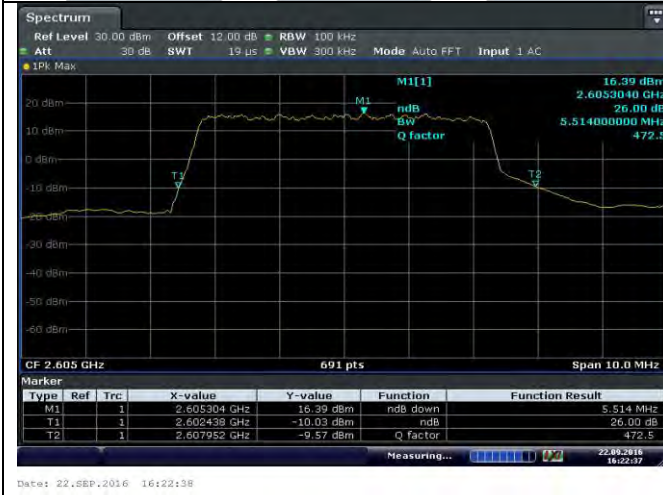 Spectrum
Ref Level 30.00 dBm Offset 12.00 dB RBW 100 kHz
Att 30 dB SWT 19 µs VBW 300 kHz Mode Auto FFT Input 1 AC
1Pk Max
M1[1] 16.39 dBm
2.6053040 GHz
20 dBm
M1
ndB 26.00 dB
Bw 5.514000000 MHz
10 dBm
Q factor 472.5
0 dBm
T1
T2
-10 dBm
-20 dBm
-30 dBm
-40 dBm
-50 dBm
-60 dBm
CF 2.605 GHz 691 pts Span 10.0 MHz
Marker
Type Ref Trc X-value Y-value Function Function Result
M1 1 2.605304 GHz 16.39 dBm ndB down 5.514 MHz
T1 1 2.602438 GHz -10.03 dBm ndB 26.00 dB
T2 1 2.607952 GHz -9.57 dBm Q factor 472.5
Measuring... 22.09.2016
16:22:37
Date: 22.SEP.2016 16:22:38